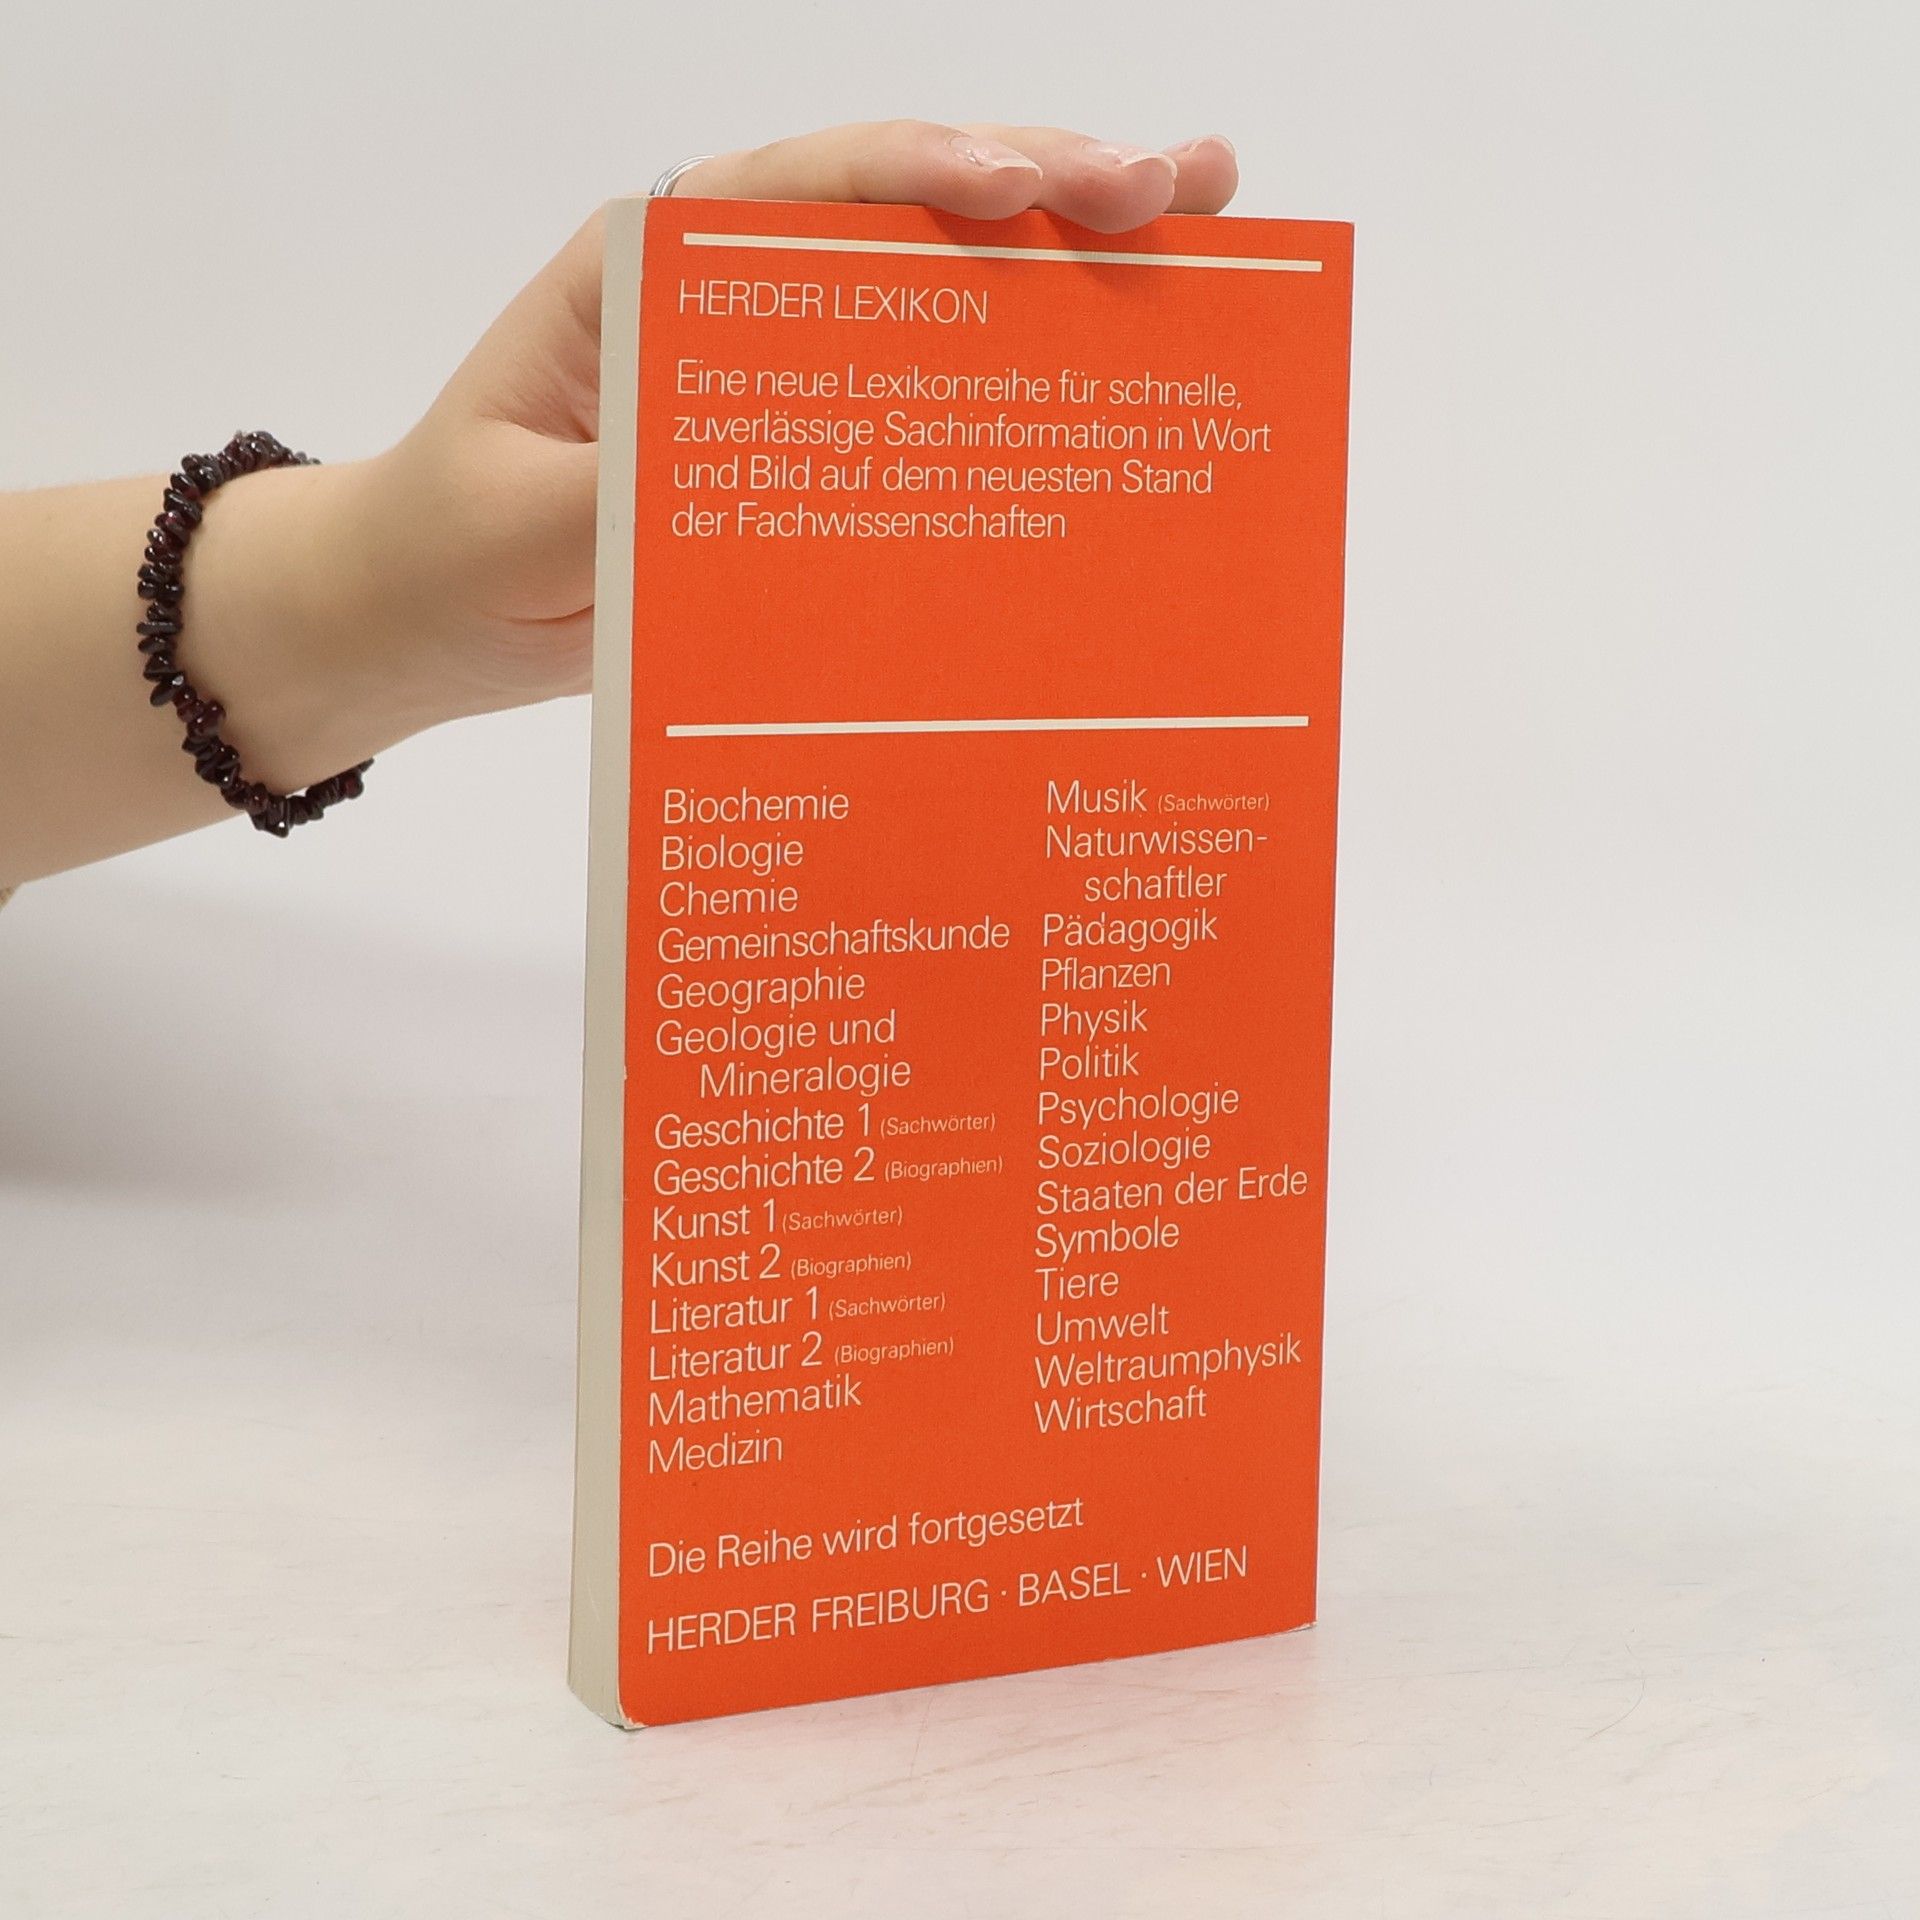 HERDER LEXIKON
Eine neue Lexikonreihe für schnelle,
zuverlässige Sachinformation in Wort
und Bild auf dem neuesten Stand
der Fachwissenschaften
Biochemie
Biologie
Chemie
Gemeinschaftskunde
Geographie
Geologie und
Mineralogie
Geschichte 1 (Sachwörter)
Geschichte 2 (Biographien)
Kunst 1 (Sachwörter)
Kunst 2 (Biographien)
Literatur 1 (Sachwörter)
Literatur 2 (Biographien)
Mathematik
Medizin
Musik (Sachwörter)
Naturwissen-
schaftler
Pädagogik
Pflanzen
Physik
Politik
Psychologie
Soziologie
Staaten der Erde
Symbole
Tiere
Umwelt
Weltraumphysik
Wirtschaft
Die Reihe wird fortgesetzt
HERDER FREIBURG · BASEL · WIEN